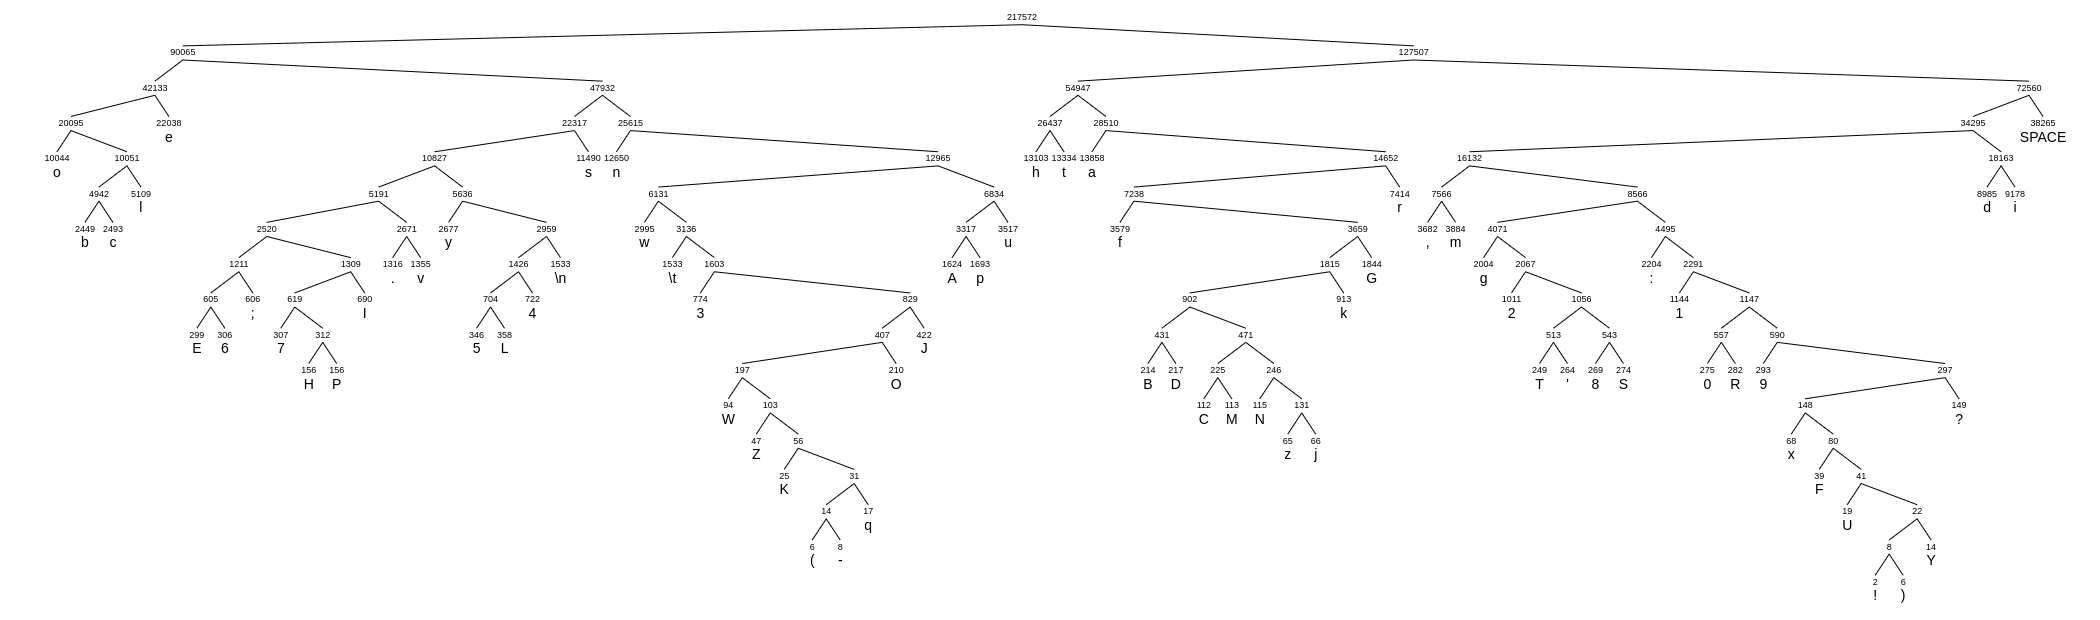 217572
90065 127507
42133 47932 54947 72560
20095 22038 22317 25615 26437 28510 34295 38265
e SPACE
10044 10051 10827 11490 12650 12965 13103 13334 13858 14652 16132 18163
o s n h t a
4942 5109 5191 5636 6131 6834 7238 7414 7566 8566 8985 9178
l r d i
2449 2493 2520 2671 2677 2959 2995 3136 3317 3517 3579 3659 3682 3884 4071 4495
b c y w u f , m
1211 1309 1316 1355 1426 1533 1533 1603 1624 1693 1815 1844 2004 2067 2204 2291
. v \n \t A p G g :
605 606 619 690 704 722 774 829 902 913 1011 1056 1144 1147
; I 4 3 k 2 1
299 306 307 312 346 358 407 422 431 471 513 543 557 590
E 6 7 5 L J
156 156 197 210 214 217 225 246 249 264 269 274 275 282 293 297
H P O B D T ' 8 S 0 R 9
94 103 112 113 115 131 148 149
W C M N ?
47 56 65 66 68 80
Z z j x
25 31 39 41
K F
14 17 19 22
q U
6 8 8 14
( - Y
2 6
! )